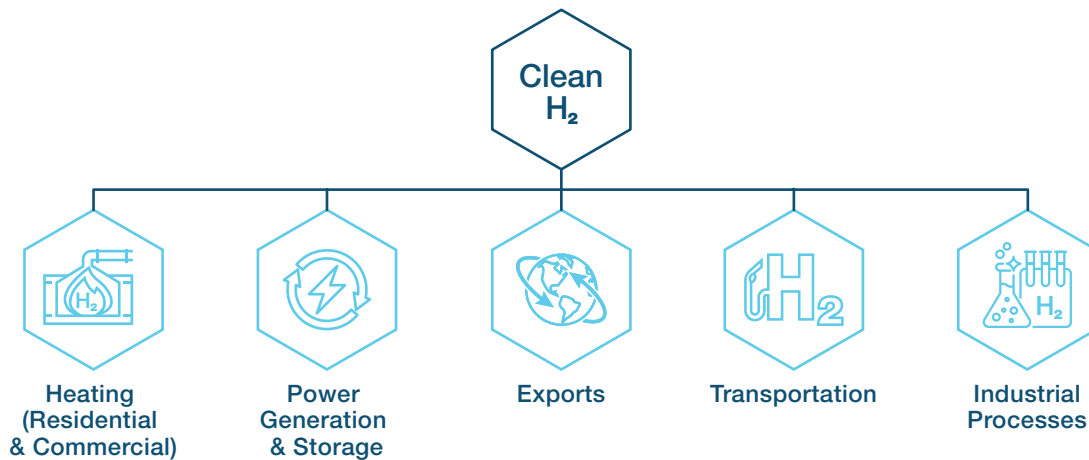 Clean
H₂
H₂
H₂
H₂
Heating
(Residential
& Commercial)
Power
Generation
& Storage
Exports
Transportation
Industrial
Processes